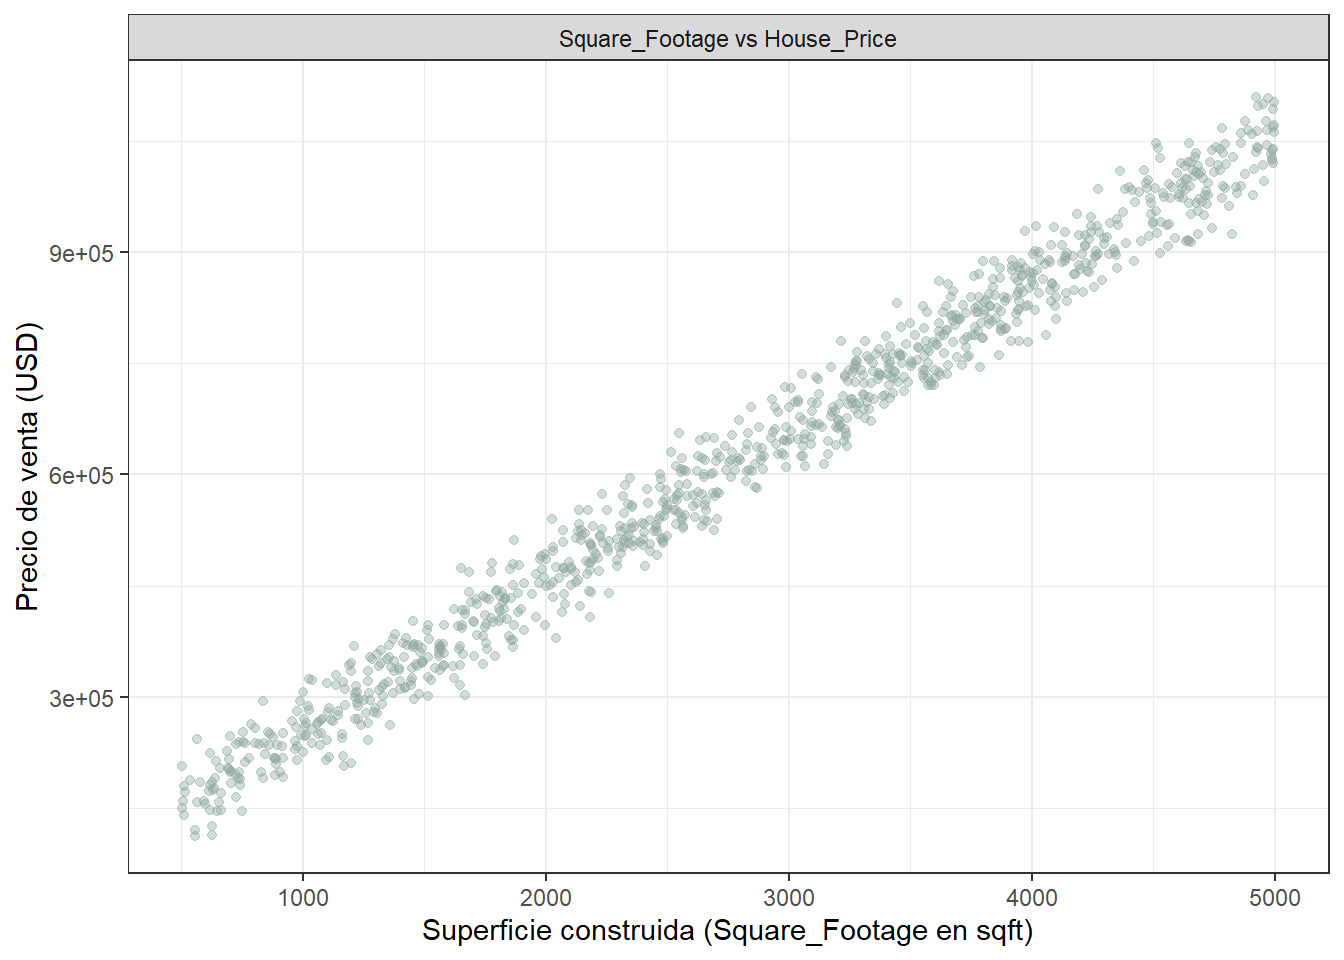 Square_Footage vs House_Price
9e+05
6e+05
3e+05
Precio de venta (USD)
1000 2000 3000 4000 5000
Superficie construida (Square_Footage en sqft)